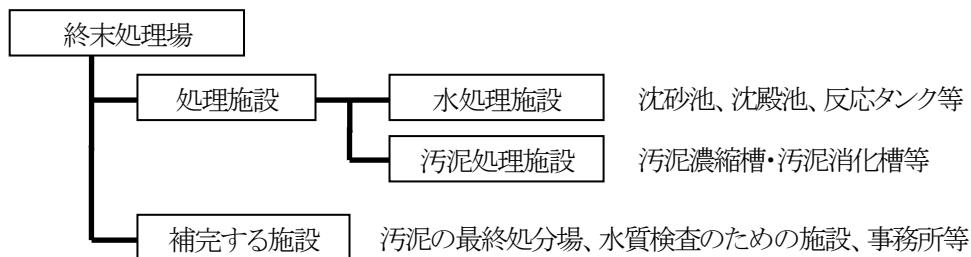 終末処理場
処理施設
水処理施設
沈砂池、沈殿池、反応タンク等
汚泥処理施設
汚泥濃縮槽・汚泥消化槽等
補完する施設
汚泥の最終処分場、水質検査のための施設、事務所等